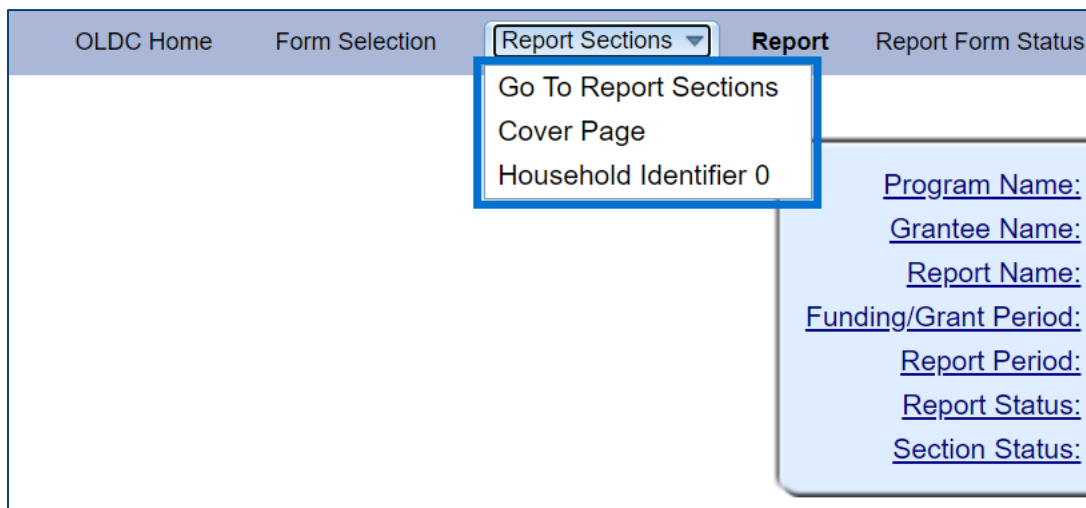 OLDC Home Form Selection Report Sections Report Report Form Status
Go To Report Sections
Cover Page
Household Identifier 0
Program Name:
Grantee Name:
Report Name:
Funding/Grant Period:
Report Period:
Report Status:
Section Status: